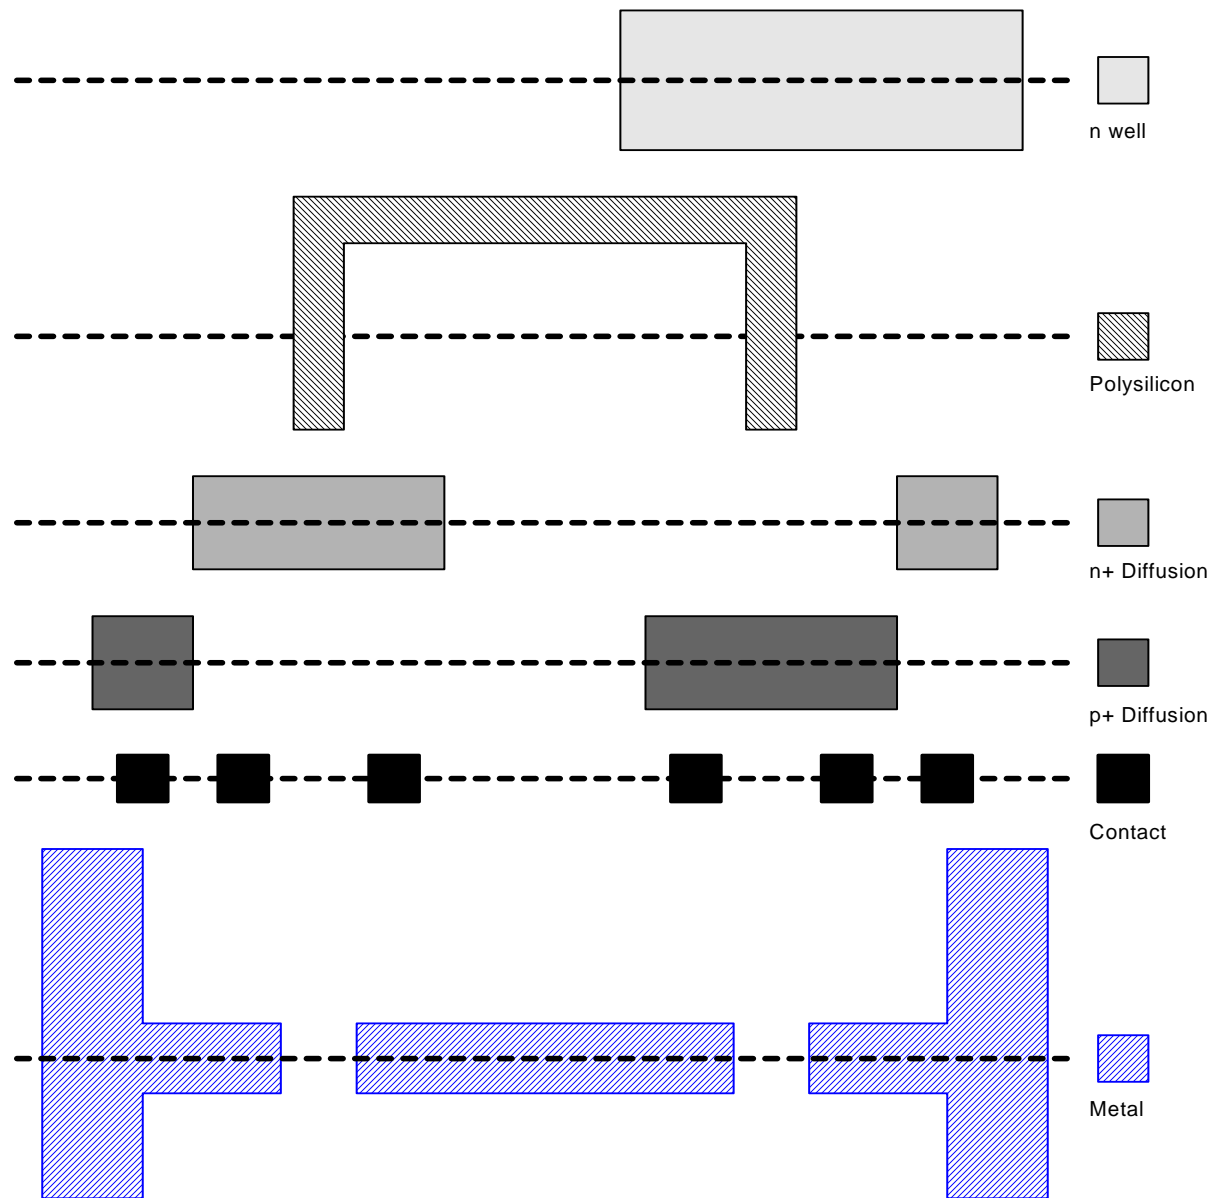 n well
Polysilicon
n+ Diffusion
p+ Diffusion
Contact
Metal